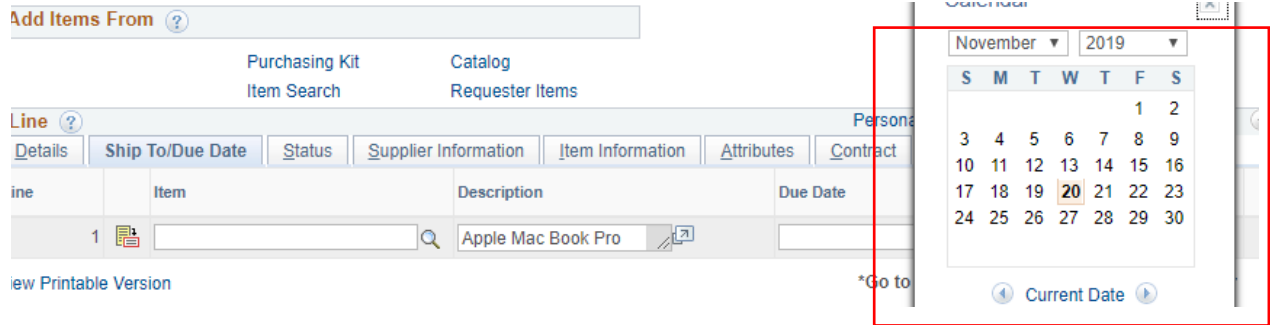 Add Items From ?
Purchasing Kit Catalog
Item Search Requester Items
Line ? Persona
Details Ship To/Due Date Status Supplier Information Item Information Attributes Contract
ine Item Description Due Date
1 Apple Mac Book Pro
iew Printable Version *Go to
Calendar
November 2019
S M T W T F S
1 2
3 4 5 6 7 8 9
10 11 12 13 14 15 16
17 18 19 20 21 22 23
24 25 26 27 28 29 30
Current Date